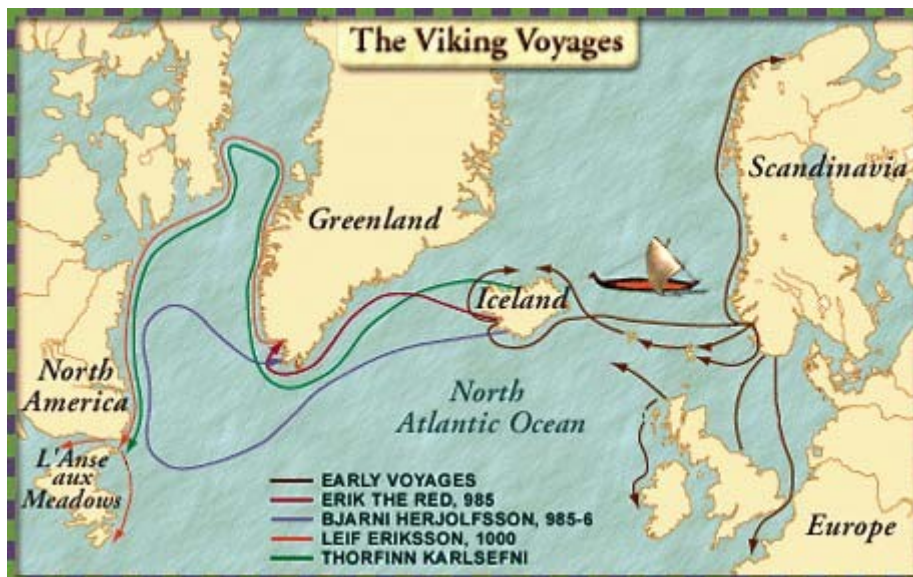 The Viking Voyages
Scandinavia
Greenland
Iceland
North
America
North
Atlantic Ocean
L'Anse
aux
Meadows
Europe
EARLY VOYAGES
ERIK THE RED, 985
BJARNI HERJOLFSSON, 985-6
LEIF ERIKSSON, 1000
THORFINN KARLSEFNI